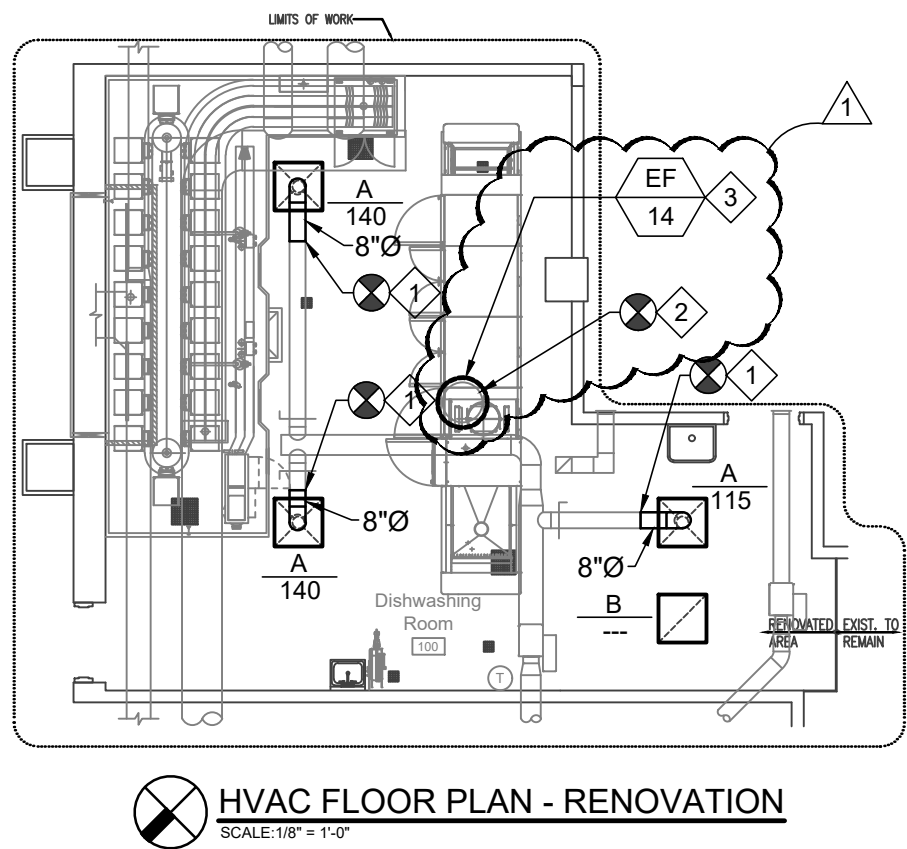 LIMITS OF WORK
1
EF
14
3
A
140
8"Ø
1
2
1
1
A
115
8"Ø
8"Ø
A
140
B
---
Dishwashing
Room
100
T
RENOVATED
AREA
EXIST. TO
REMAIN
HVAC FLOOR PLAN - RENOVATION
SCALE:1/8" = 1'-0"